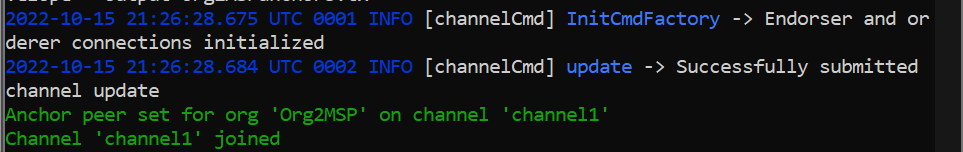 2022-10-15 21:26:28.675 UTC 0001 INFO [channelCmd] InitCmdFactory -> Endorser and or
derer connections initialized
2022-10-15 21:26:28.684 UTC 0002 INFO [channelCmd] update -> Successfully submitted
channel update
Anchor peer set for org 'Org2MSP' on channel 'channel1'
Channel 'channel1' joined